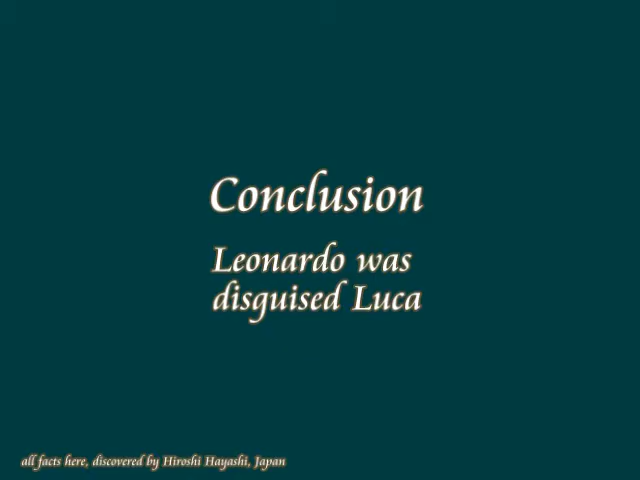 Conclusion
Leonardo was
disguised Luca
all facts here, discovered by Hiroshi Hayashi, Japan